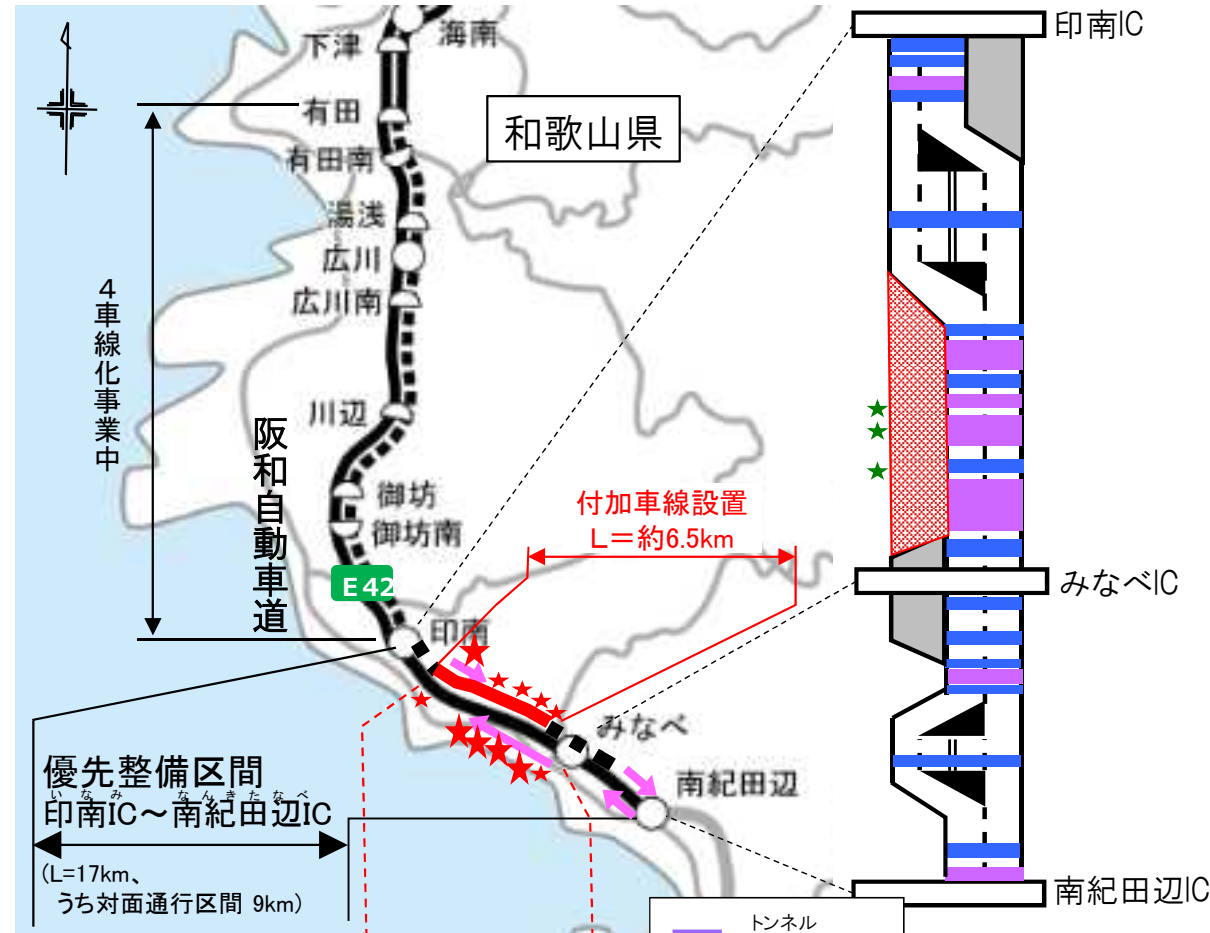 海南
下津
有田
有田南
湯浅
広川
広川南
川辺
御坊
御坊南
印南
みなべ
南紀田辺
和歌山県
4車線化事業中
阪和自動車道
E42
付加車線設置
L=約6.5km
優先整備区間
いなみ なんきたなべ
印南IC~南紀田辺IC
(L=17km、
うち対面通行区間 9km)
印南IC
みなべIC
南紀田辺IC
トンネル